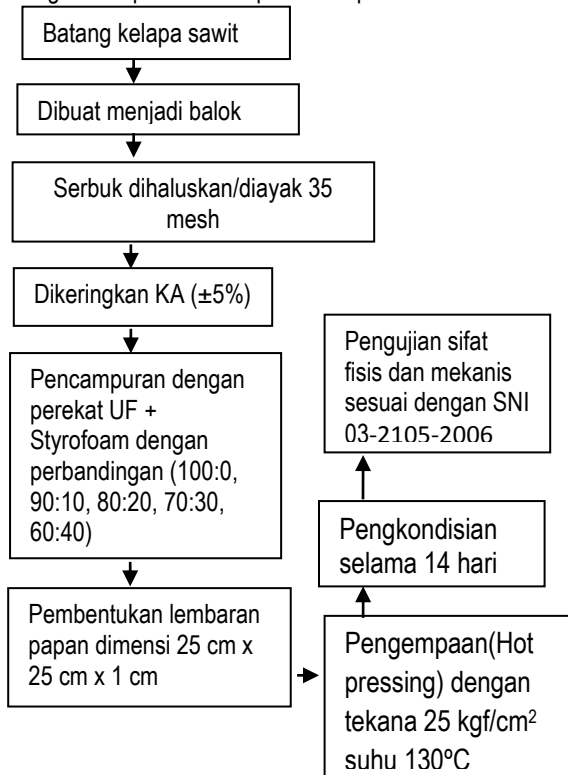 Batang kelapa sawit
Dibuat menjadi balok
Serbuk dihaluskan/diayak 35
mesh
Dikeringkan KA (±5%)
Pencampuran dengan
perekat UF +
Styrofoam dengan
perbandingan (100:0,
90:10, 80:20, 70:30,
60:40)
Pembentukan lembaran
papan dimensi 25 cm x
25 cm x 1 cm
Pengempaan(Hot
pressing) dengan
tekana 25 kgf/cm²
suhu 130ºC
Pengkondisian
selama 14 hari
Pengujian sifat
fisis dan mekanis
sesuai dengan SNI
03-2105-2006